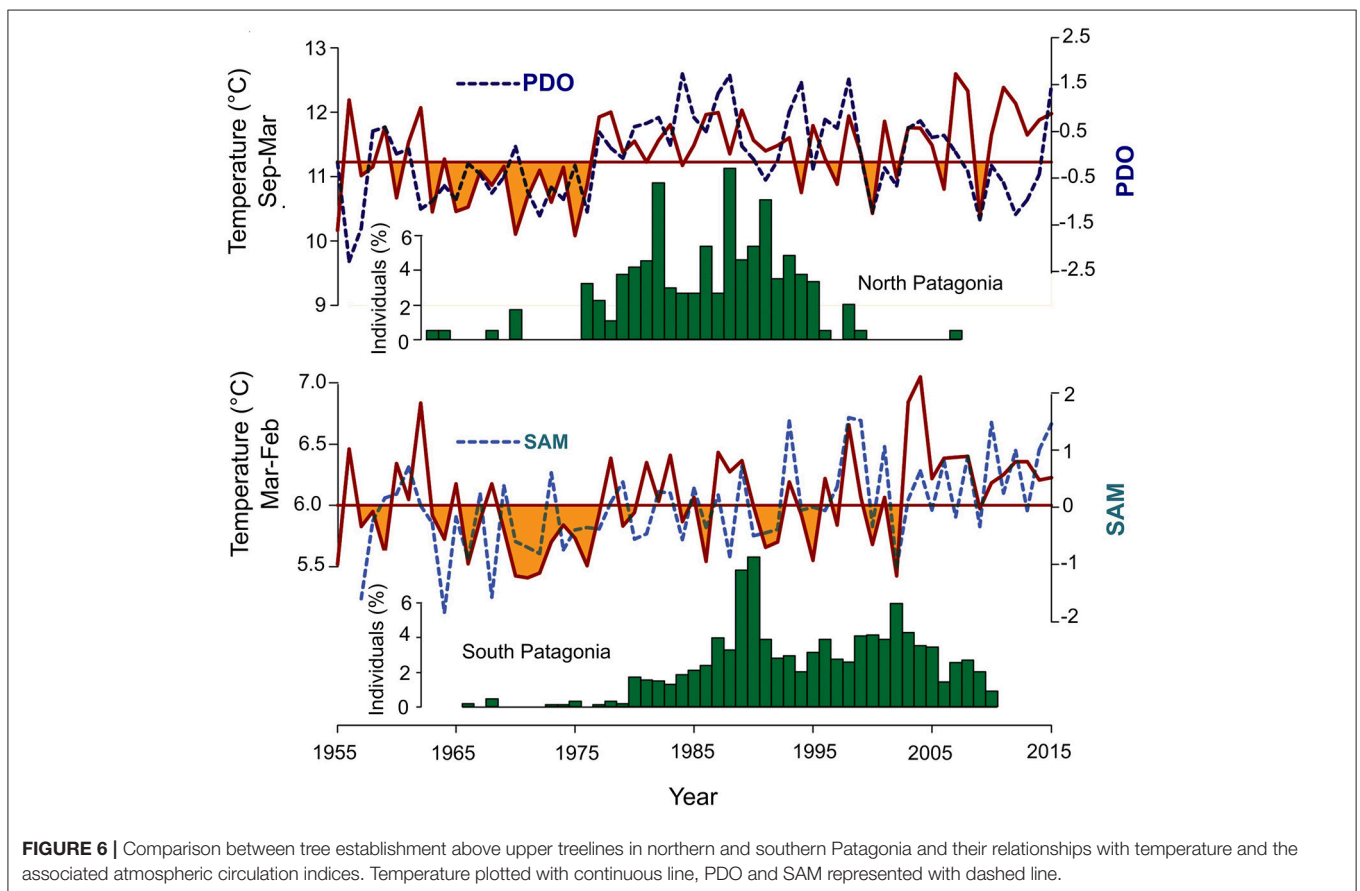 13
12
11
10
9
Temperature (°C)
Sep-Mar
PDO
2.5
1.5
0.5
-0.5
-1.5
-2.5
PDO
Individuals (%)
6
4
2
0
North Patagonia
7.0
6.5
6.0
5.5
Temperature (°C)
Mar-Feb
SAM
2
1
0
-1
-2
SAM
Individuals (%)
6
4
2
0
South Patagonia
1955 1965 1975 1985 1995 2005 2015
Year
FIGURE 6 | Comparison between tree establishment above upper treelines in northern and southern Patagonia and their relationships with temperature and the
associated atmospheric circulation indices. Temperature plotted with continuous line, PDO and SAM represented with dashed line.